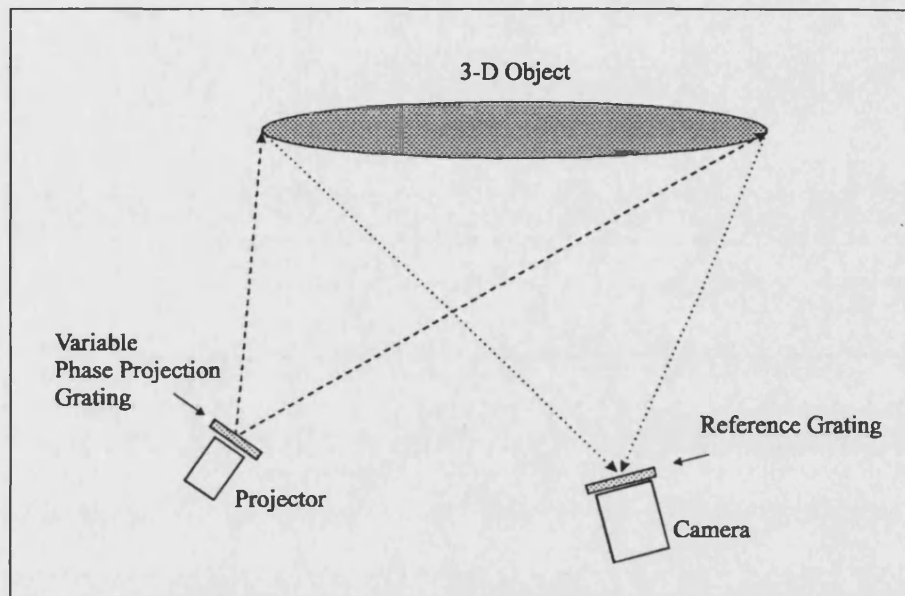 3-D Object
Variable
Phase Projection
Grating
Reference Grating
Projector
Camera